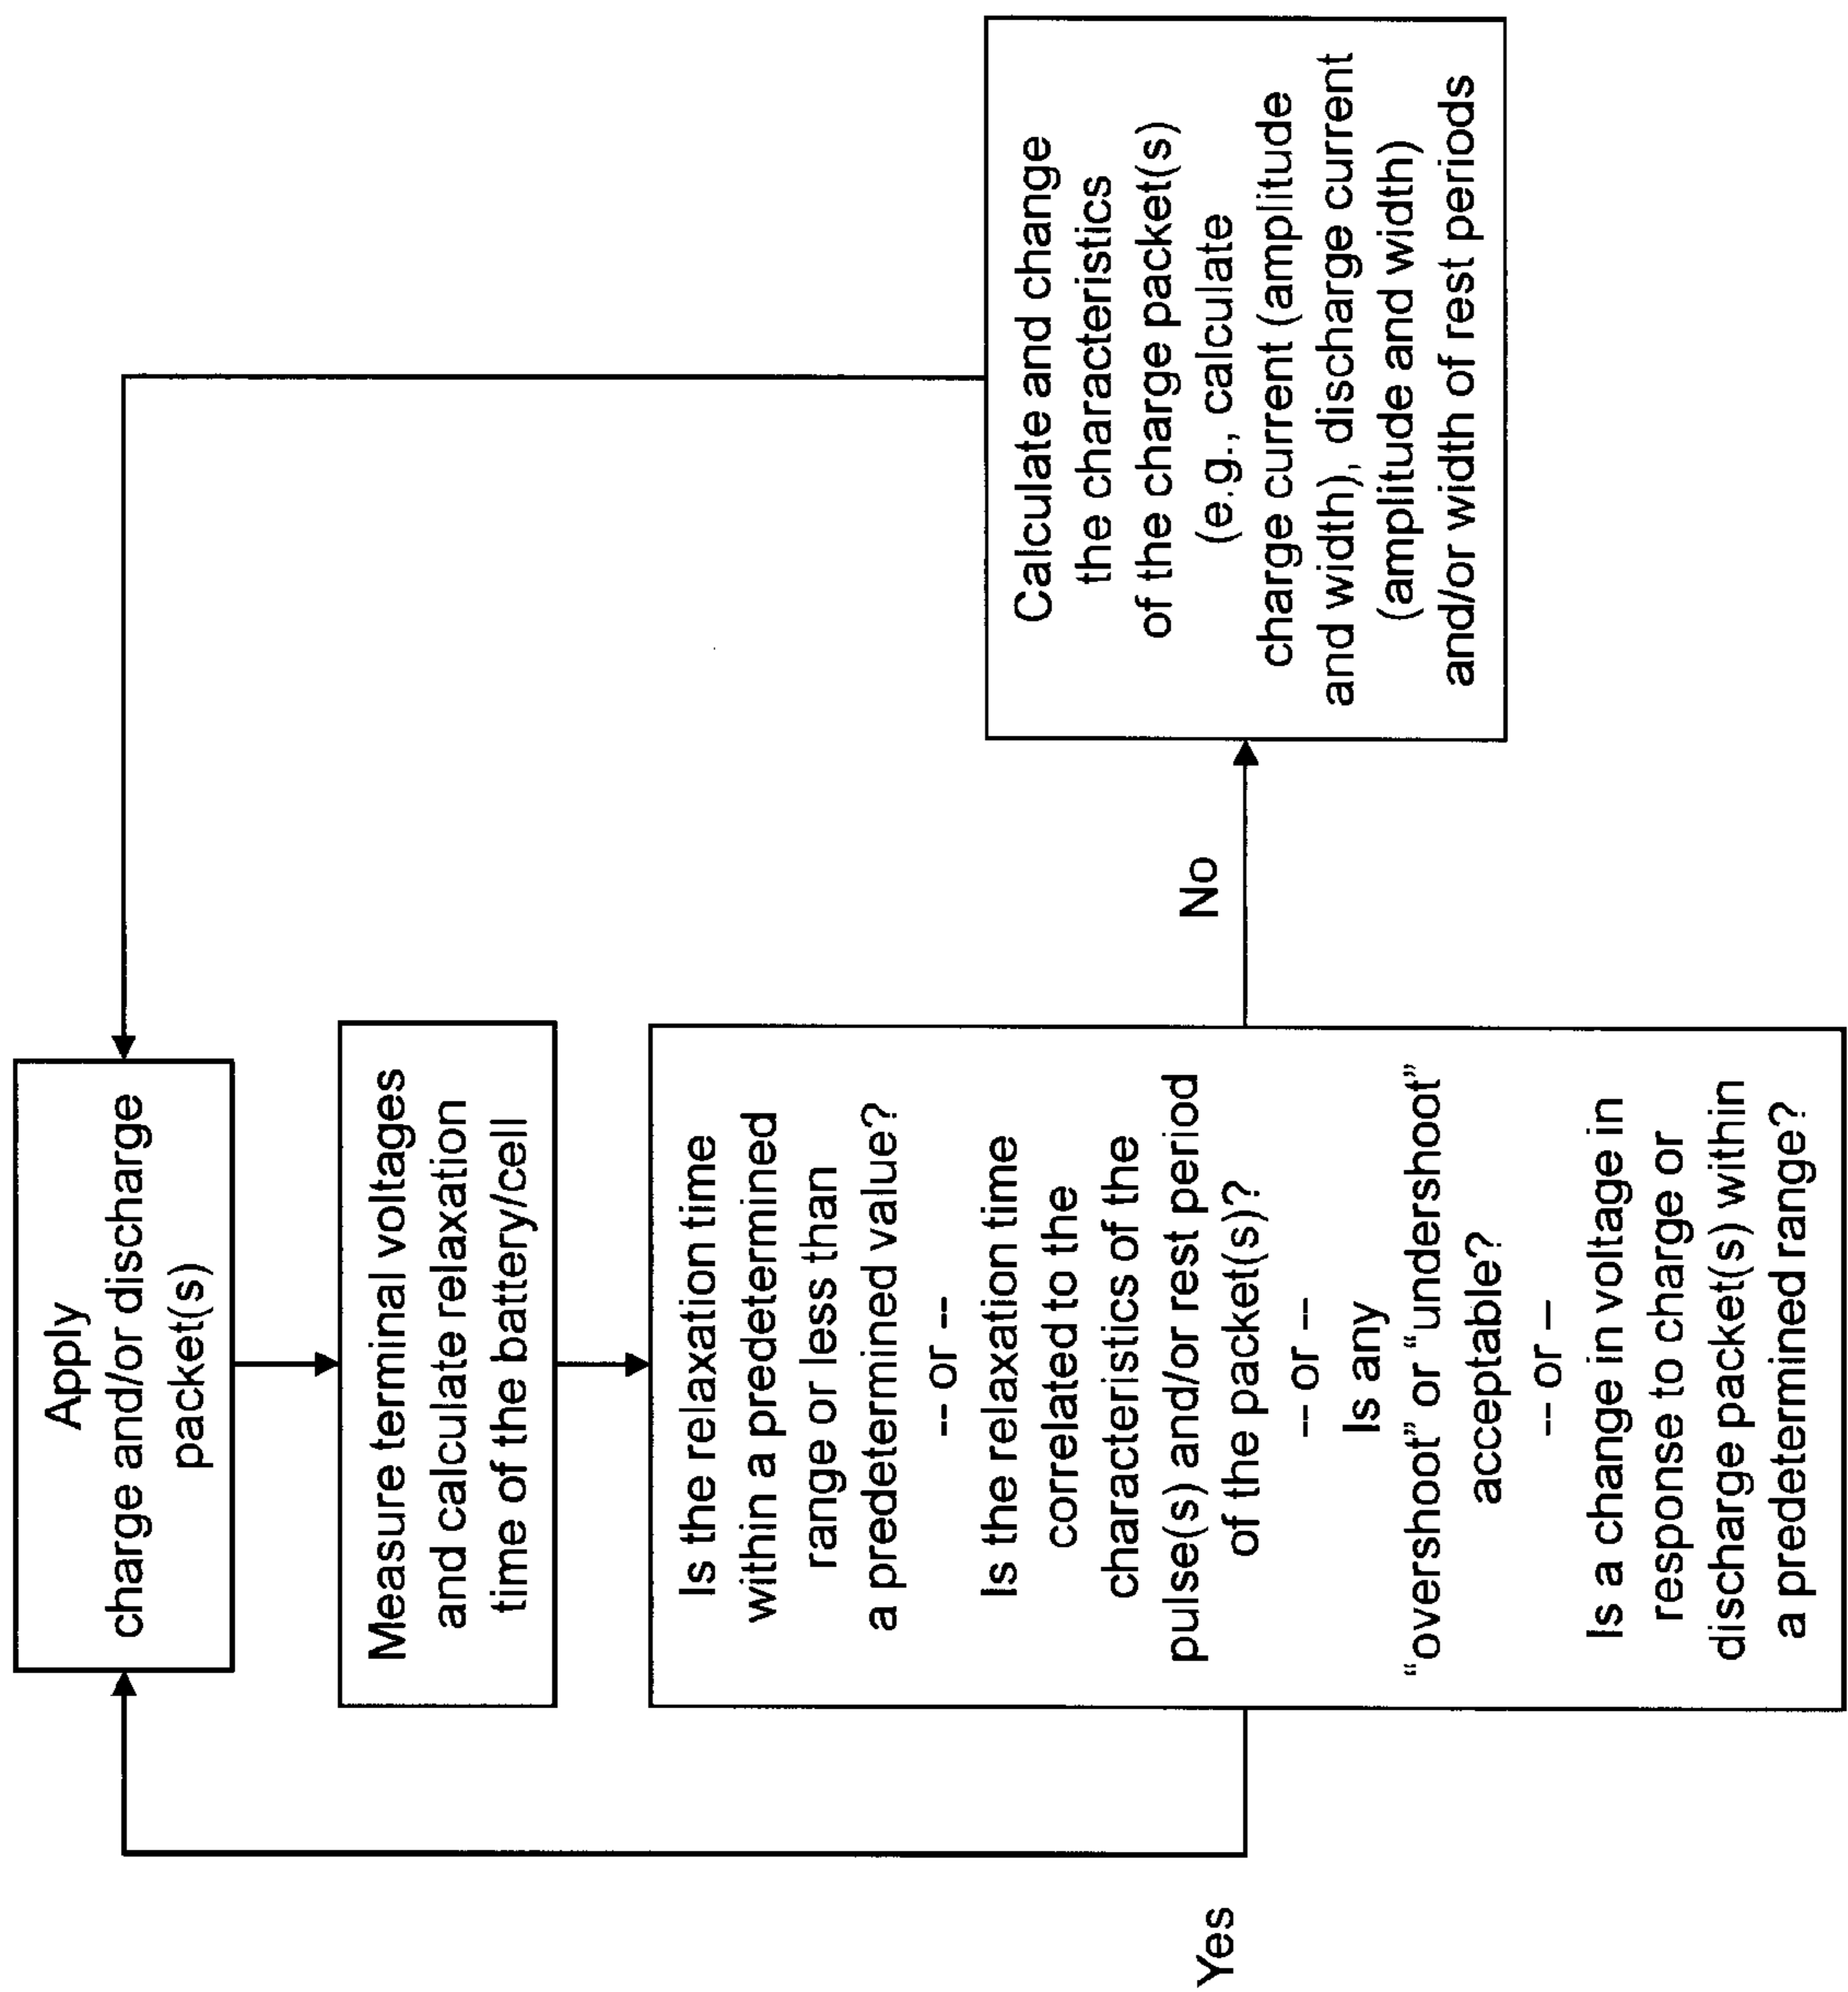 Apply
charge and/or discharge
packet(s)
Measure terminal voltages
and calculate relaxation
time of the battery/cell
Is the relaxation time
within a predetermined
range or less than
a predetermined value?
-- or --
Is the relaxation time
correlated to the
characteristics of the
pulse(s) and/or rest period
of the packet(s)?
-- or --
Is any
“overshoot” or “undershoot”
acceptable?
-- or –
Is a change in voltage in
response to charge or
discharge packet(s) within
a predetermined range?
Yes
No
Calculate and change
the characteristics
of the charge packet(s)
(e.g., calculate
charge current (amplitude
and width), discharge current
(amplitude and width)
and/or width of rest periods